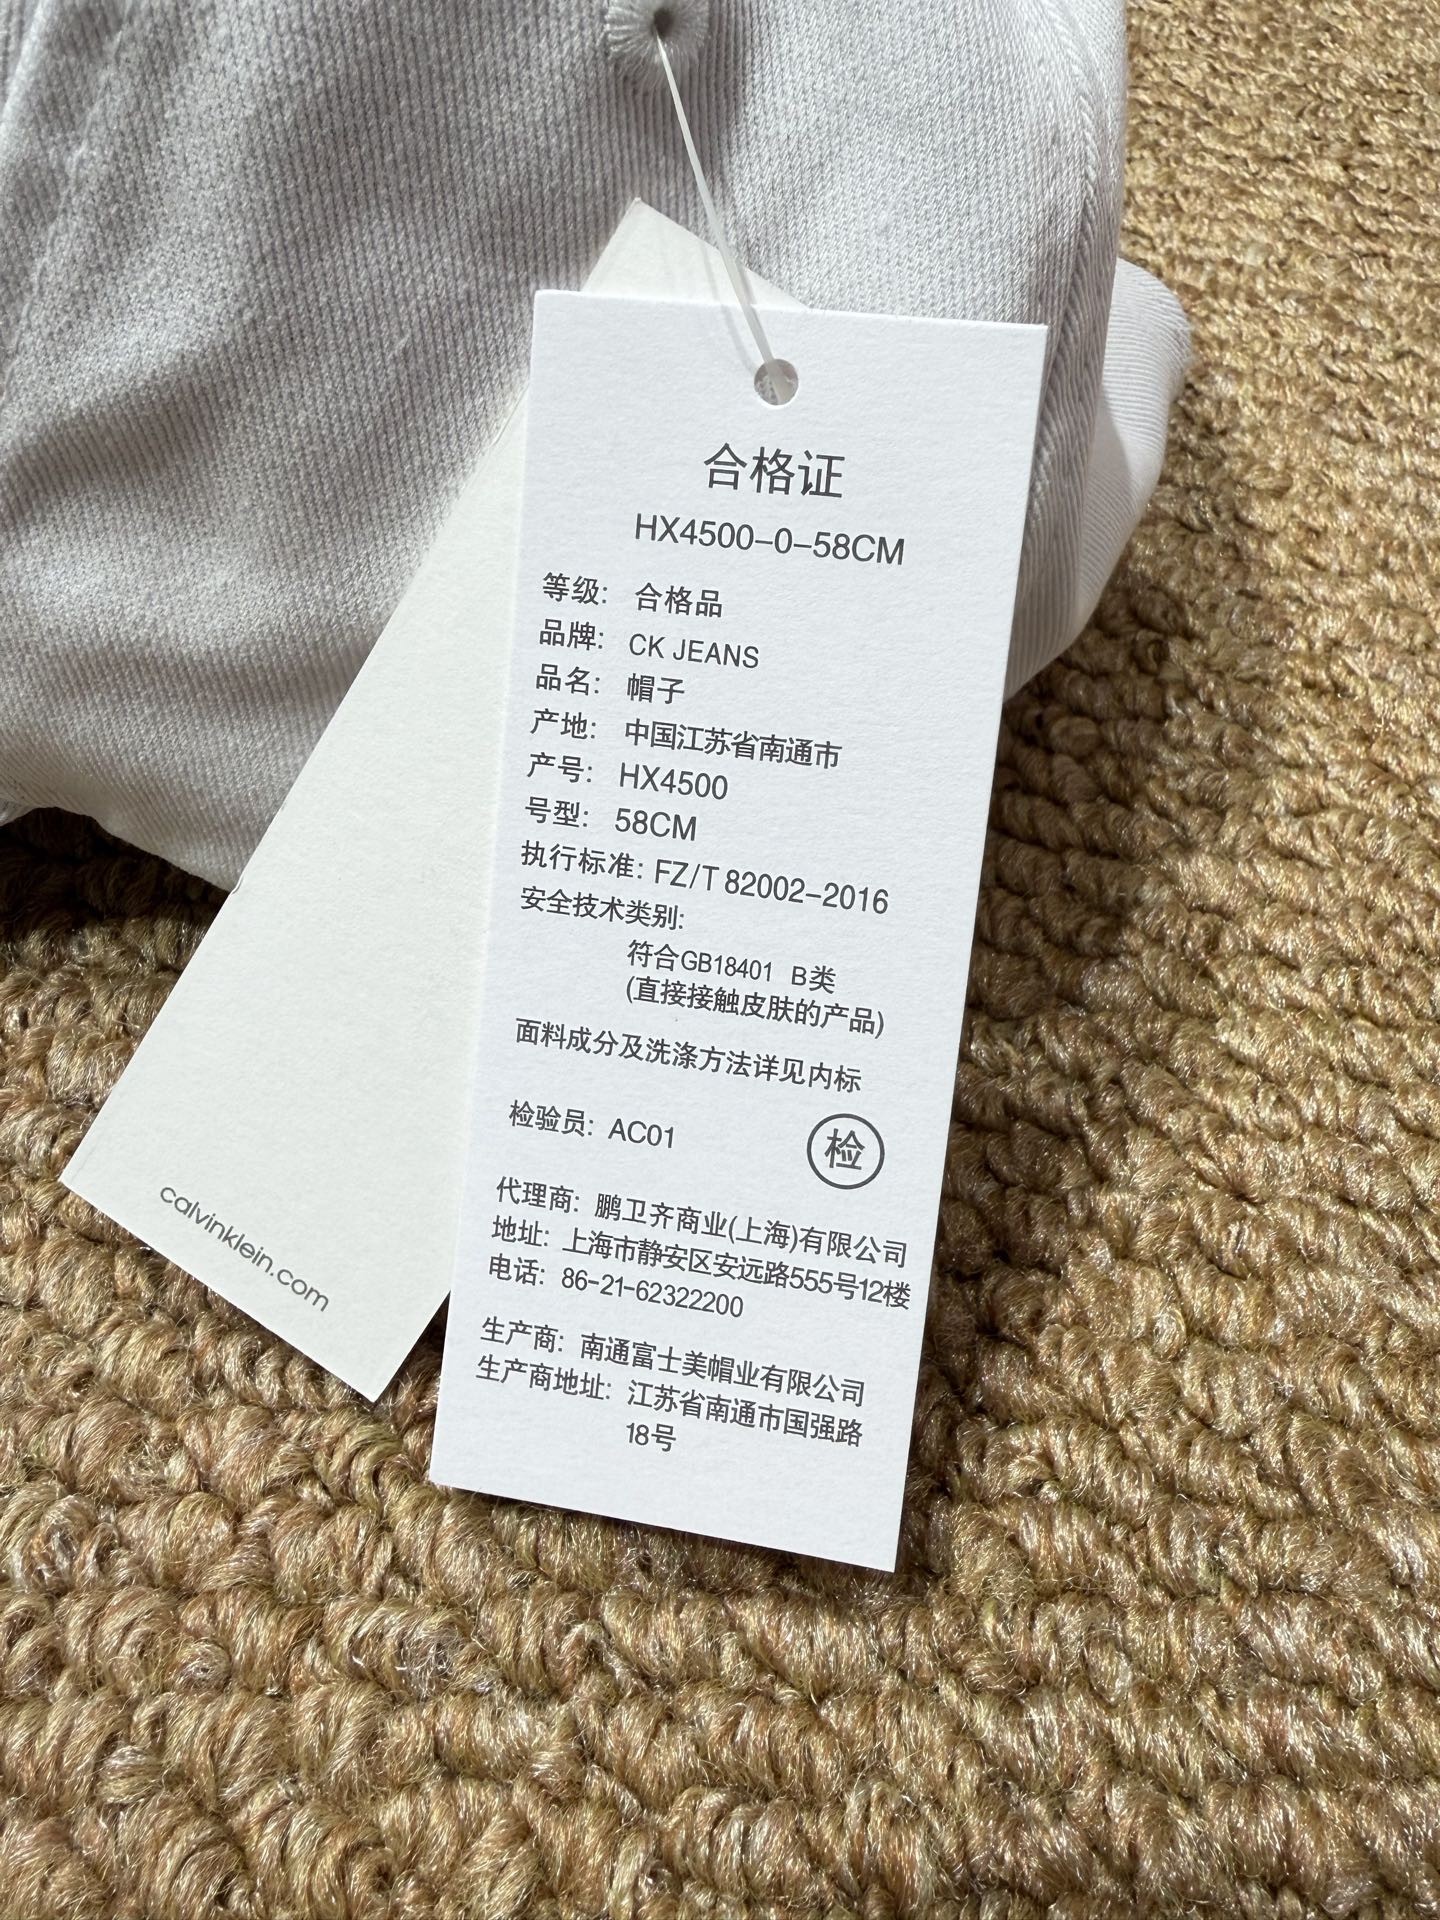 合格证
HX4500-0-58CM
等级: 合格品
品牌: CK JEANS
品名: 帽子
产地: 中国江苏省南通市
产号: HX4500
号型: 58CM
执行标准: FZ/T 82002-2016
安全技术类别:
符合GB18401 B类
(直接接触皮肤的产品)
面料成分及洗涤方法详见内标
检验员: AC01
检
代理商: 鹏卫齐商业(上海)有限公司
地址: 上海市静安区安远路555号12楼
电话: 86-21-62322200
生产商: 南通富士美帽业有限公司
生产商地址: 江苏省南通市国强路
18号
calvinklein.com